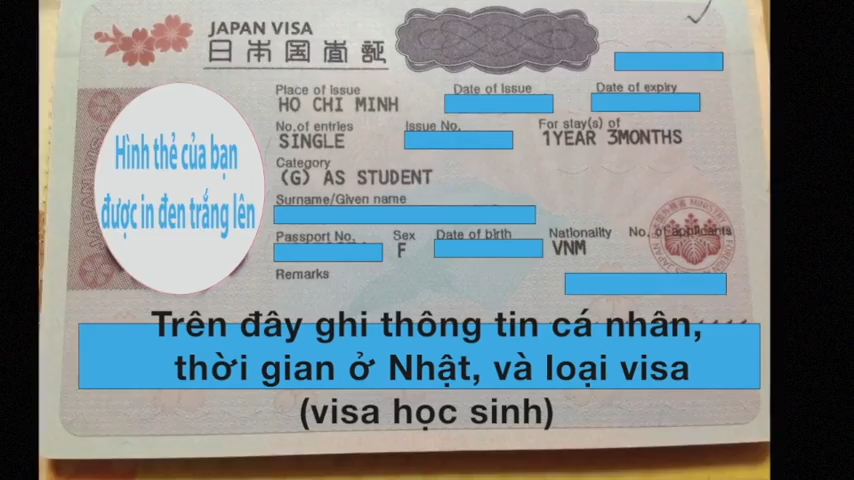 JAPAN VISA
日本国査証
Place of issue
HO CHI MINH
Date of issue
Date of expiry
No.of entries
SINGLE
Issue No.
For stay(s) of
1YEAR 3MONTHS
Category
(G) AS STUDENT
Surname/Given name
Passport No.
Sex
F
Date of birth
Nationality
VNM
No. of applicants
Remarks
Hình thẻ của bạn
được in đen trắng lên
Trên đây ghi thông tin cá nhân,
thời gian ở Nhật, và loại visa
(visa học sinh)